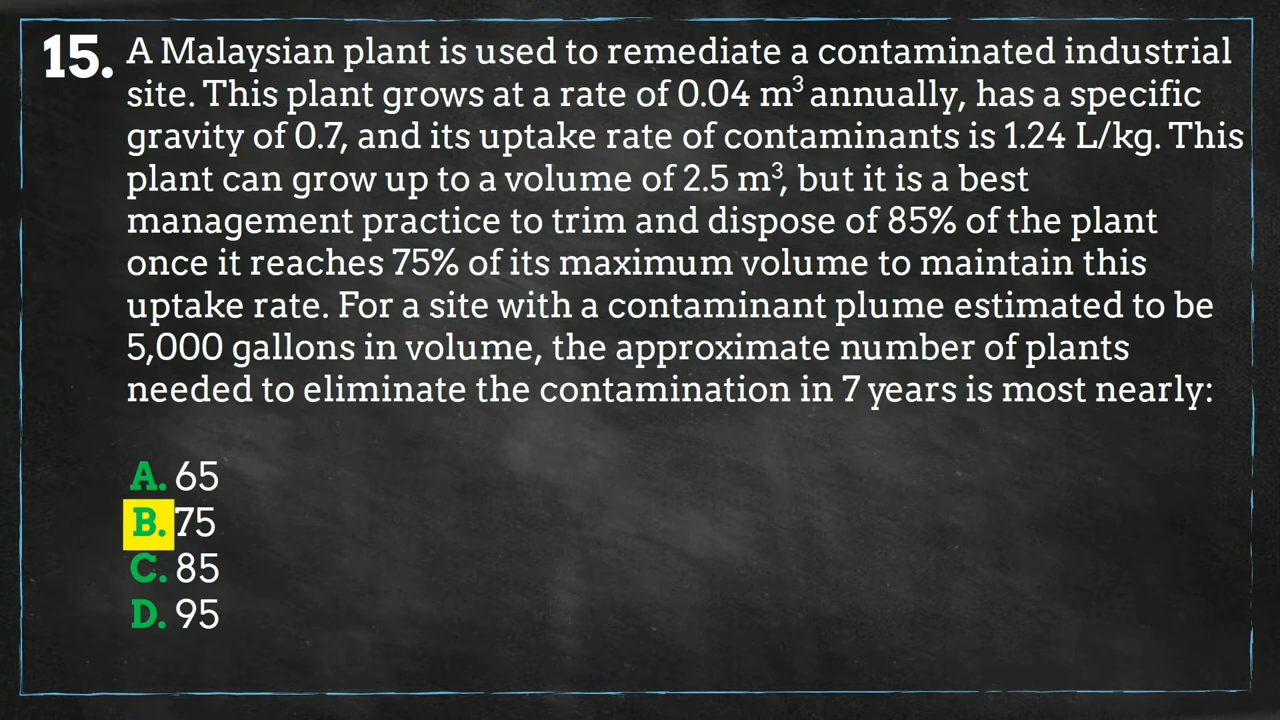 15. A Malaysian plant is used to remediate a contaminated industrial
site. This plant grows at a rate of 0.04 m³ annually, has a specific
gravity of 0.7, and its uptake rate of contaminants is 1.24 L/kg. This
plant can grow up to a volume of 2.5 m³, but it is a best
management practice to trim and dispose of 85% of the plant
once it reaches 75% of its maximum volume to maintain this
uptake rate. For a site with a contaminant plume estimated to be
5,000 gallons in volume, the approximate number of plants
needed to eliminate the contamination in 7 years is most nearly:
A. 65
B. 75
C. 85
D. 95